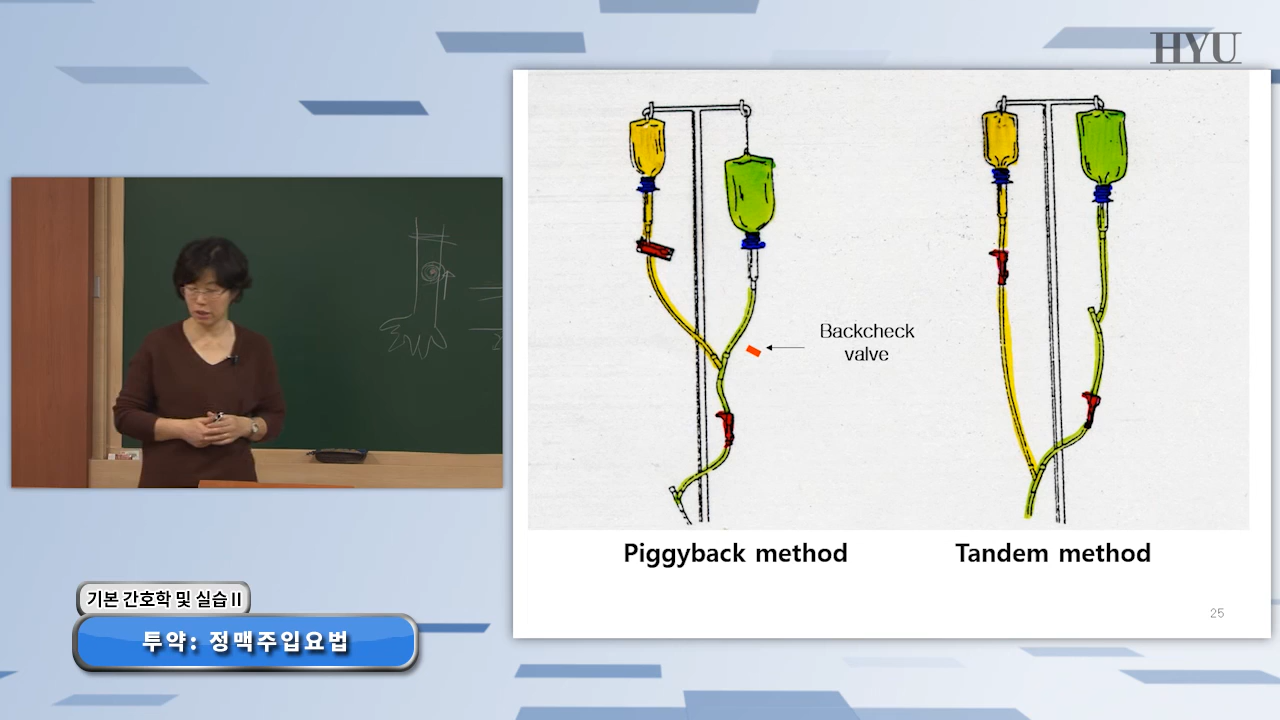 HYU
Backcheck
valve
Piggyback method
Tandem method
25
기본 간호학 및 실습 II
투약: 정맥주입요법